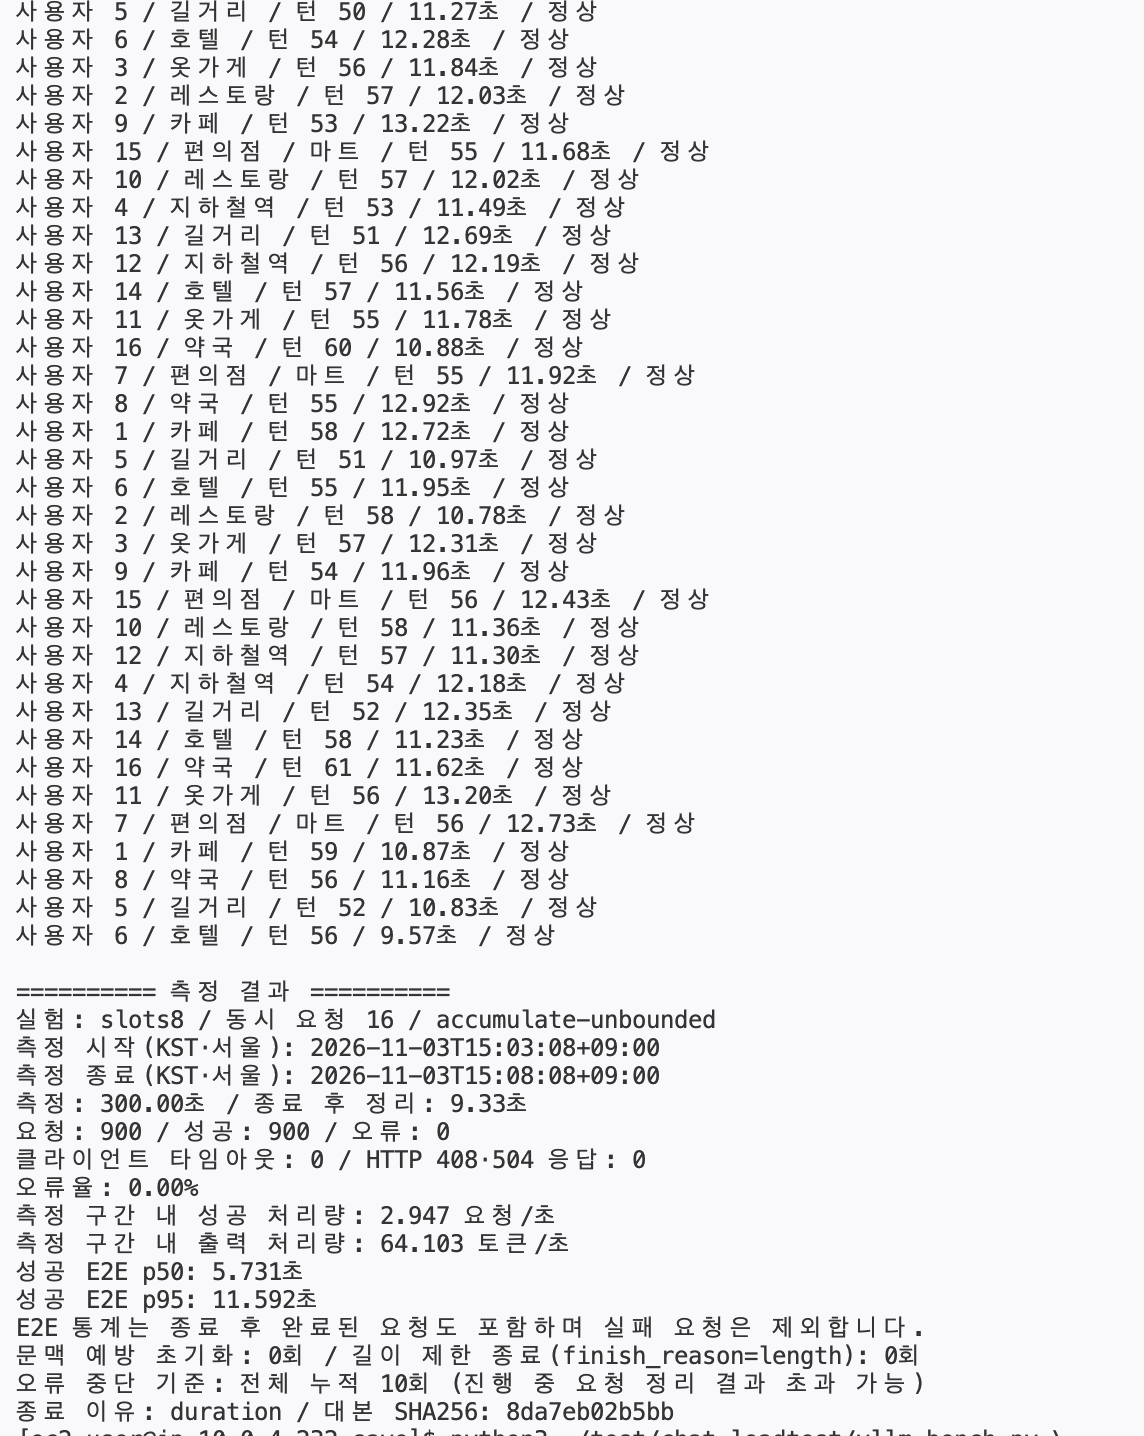 사용자 5 / 길거리 / 턴 50 / 11.27초 / 정상
사용자 6 / 호텔 / 턴 54 / 12.28초 / 정상
사용자 3 / 옷가게 / 턴 56 / 11.84초 / 정상
사용자 2 / 레스토랑 / 턴 57 / 12.03초 / 정상
사용자 9 / 카페 / 턴 53 / 13.22초 / 정상
사용자 15 / 편의점 / 마트 / 턴 55 / 11.68초 / 정상
사용자 10 / 레스토랑 / 턴 57 / 12.02초 / 정상
사용자 4 / 지하철역 / 턴 53 / 11.49초 / 정상
사용자 13 / 길거리 / 턴 51 / 12.69초 / 정상
사용자 12 / 지하철역 / 턴 56 / 12.19초 / 정상
사용자 14 / 호텔 / 턴 57 / 11.56초 / 정상
사용자 11 / 옷가게 / 턴 55 / 11.78초 / 정상
사용자 16 / 약국 / 턴 60 / 10.88초 / 정상
사용자 7 / 편의점 / 마트 / 턴 55 / 11.92초 / 정상
사용자 8 / 약국 / 턴 55 / 12.92초 / 정상
사용자 1 / 카페 / 턴 58 / 12.72초 / 정상
사용자 5 / 길거리 / 턴 51 / 10.97초 / 정상
사용자 6 / 호텔 / 턴 55 / 11.95초 / 정상
사용자 2 / 레스토랑 / 턴 58 / 10.78초 / 정상
사용자 3 / 옷가게 / 턴 57 / 12.31초 / 정상
사용자 9 / 카페 / 턴 54 / 11.96초 / 정상
사용자 15 / 편의점 / 마트 / 턴 56 / 12.43초 / 정상
사용자 10 / 레스토랑 / 턴 58 / 11.36초 / 정상
사용자 12 / 지하철역 / 턴 57 / 11.30초 / 정상
사용자 4 / 지하철역 / 턴 54 / 12.18초 / 정상
사용자 13 / 길거리 / 턴 52 / 12.35초 / 정상
사용자 14 / 호텔 / 턴 58 / 11.23초 / 정상
사용자 16 / 약국 / 턴 61 / 11.62초 / 정상
사용자 11 / 옷가게 / 턴 56 / 13.20초 / 정상
사용자 7 / 편의점 / 마트 / 턴 56 / 12.73초 / 정상
사용자 1 / 카페 / 턴 59 / 10.87초 / 정상
사용자 8 / 약국 / 턴 56 / 11.16초 / 정상
사용자 5 / 길거리 / 턴 52 / 10.83초 / 정상
사용자 6 / 호텔 / 턴 56 / 9.57초 / 정상
========== 측정 결과 ==========
실험: slots8 / 동시 요청 16 / accumulate-unbounded
측정 시작(KST·서울): 2026-11-03T15:03:08+09:00
측정 종료(KST·서울): 2026-11-03T15:08:08+09:00
측정: 300.00초 / 종료 후 정리: 9.33초
요청: 900 / 성공: 900 / 오류: 0
클라이언트 타임아웃: 0 / HTTP 408·504 응답: 0
오류율: 0.00%
측정 구간 내 성공 처리량: 2.947 요청/초
측정 구간 내 출력 처리량: 64.103 토큰/초
성공 E2E p50: 5.731초
성공 E2E p95: 11.592초
E2E 통계는 종료 후 완료된 요청도 포함하며 실패 요청은 제외합니다.
문맥 예방 초기화: 0회 / 길이 제한 종료(finish_reason=length): 0회
오류 중단 기준: 전체 누적 10회 (진행 중 요청 정리 결과 초과 가능)
종료 이유: duration / 대본 SHA256: 8da7eb02b5bb